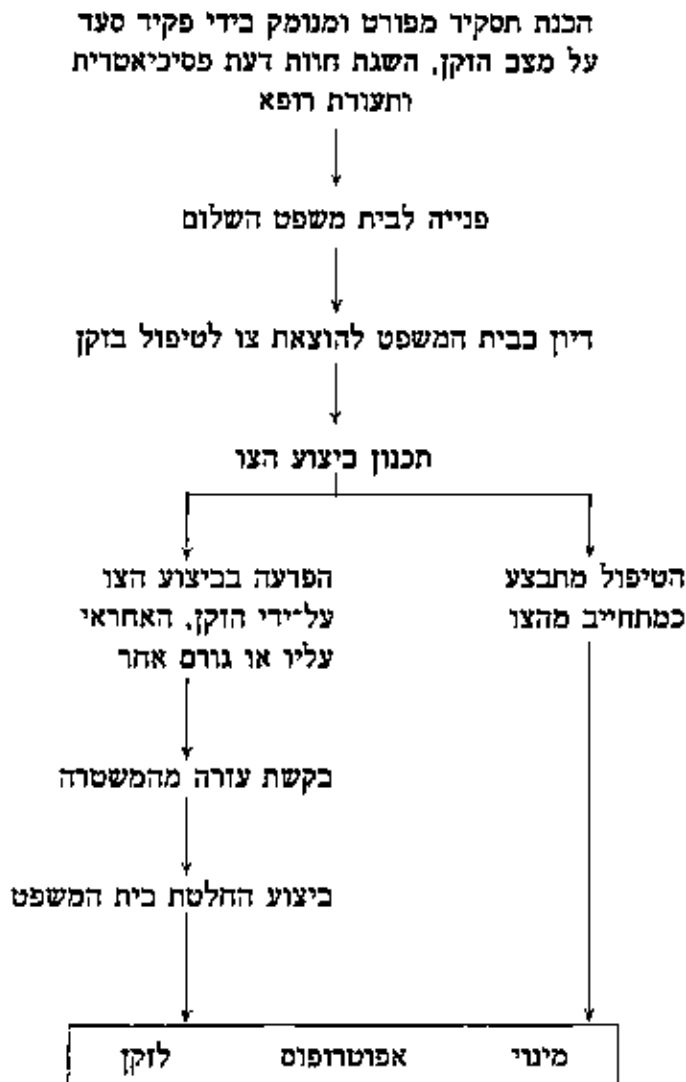 הכנת תסקיר מפורט ומנומק בידי פקיד סעד
על מצב הזקן, השגת חוות דעת פסיכיאטרית
ותעודת רופא
פנייה לבית משפט השלום
דיון בבית המשפט להוצאת צו לטיפול בזקן
תכנון ביצוע הצו
הטיפול מתבצע
כמתחייב מהצו
הפרעה בביצוע הצו
על־ידי הזקן, האחראי
עליו או גורם אחר
בקשת עזרה מהמשטרה
ביצוע החלטת בית המשפט
מינוי אפוטרופוס לזקן